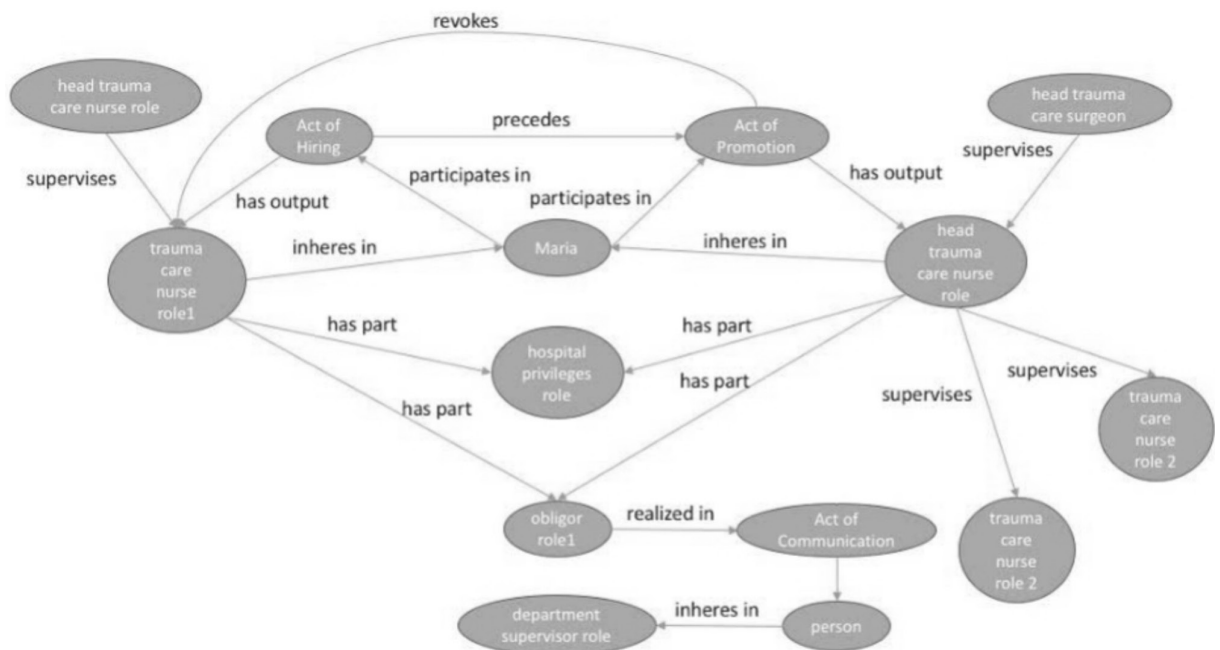 revokes
head trauma
care nurse role
Act of
Hiring
precedes
Act of
Promotion
head trauma
care surgeon
supervises
has output
participates in
participates in
has output
supervises
trauma
care
nurse
role1
inheres in
Maria
inheres in
head
trauma
care nurse
role
has part
hospital
privileges
role
has part
has part
has part
supervises
supervises
trauma
care
nurse
role 2
obligor
role1
realized in
Act of
Communication
trauma
care
nurse
role 2
department
supervisor role
inheres in
person